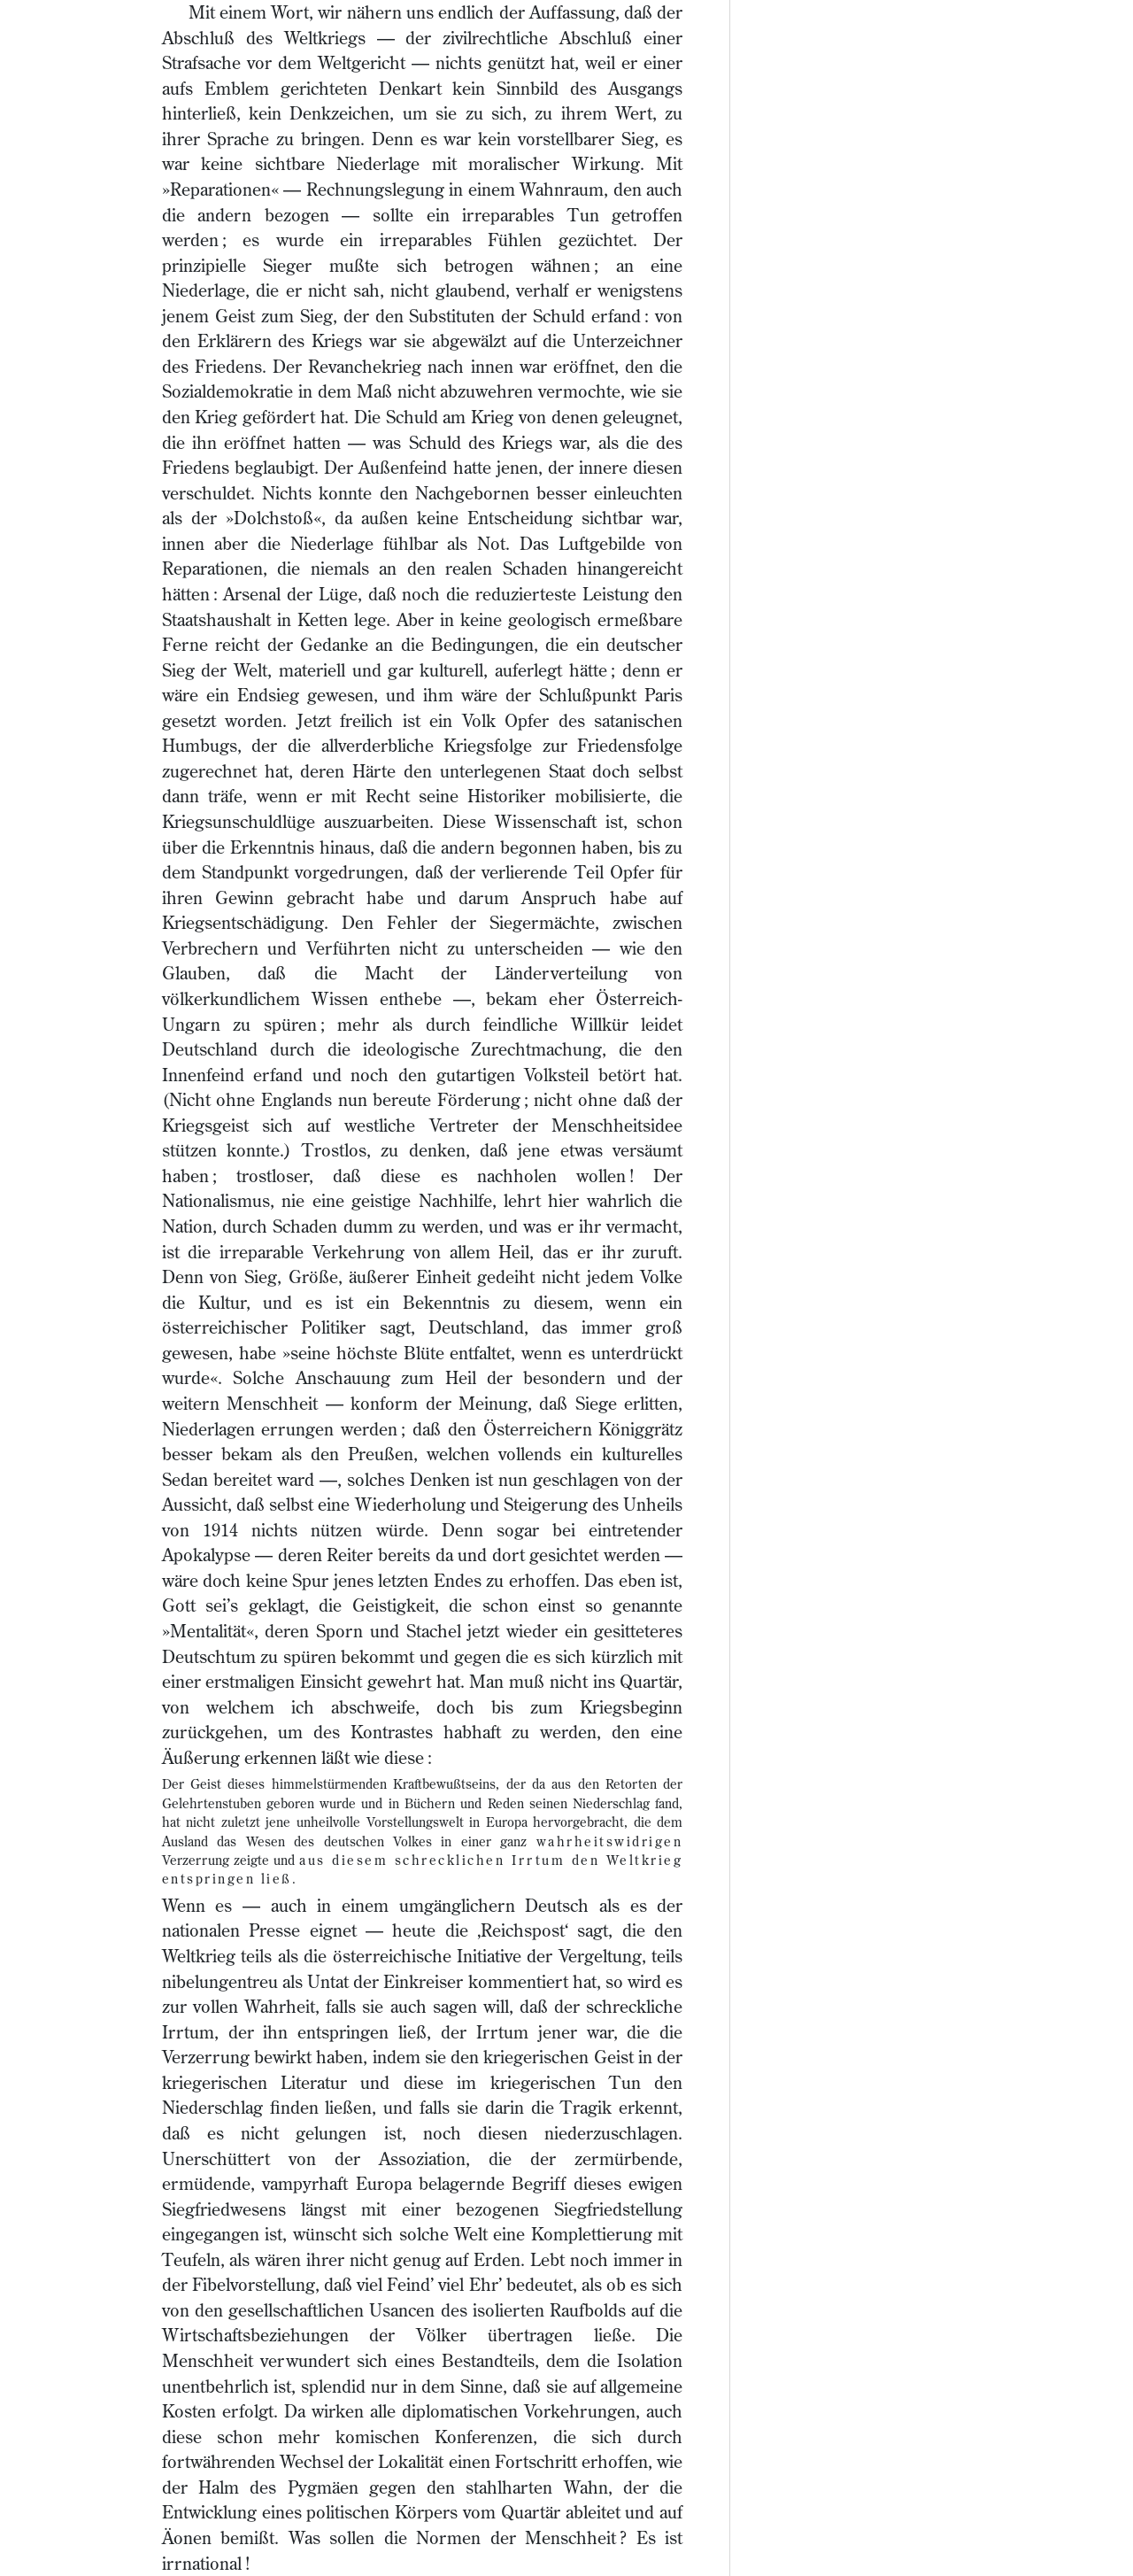 Mit einem Wort, wir nähern uns endlich der Auffassung, daß der
Abschluß des Weltkriegs — der zivilrechtliche Abschluß einer
Strafsache vor dem Weltgericht — nichts genützt hat, weil er einer
aufs Emblem gerichteten Denkart kein Sinnbild des Ausgangs
hinterließ, kein Denkzeichen, um sie zu sich, zu ihrem Wert, zu
ihrer Sprache zu bringen. Denn es war kein vorstellbarer Sieg, es
war keine sichtbare Niederlage mit moralischer Wirkung. Mit
»Reparationen« — Rechnungslegung in einem Wahnraum, den auch
die andern bezogen — sollte ein irreparables Tun getroffen
werden; es wurde ein irreparables Fühlen gezüchtet. Der
prinzipielle Sieger mußte sich betrogen wähnen; an eine
Niederlage, die er nicht sah, nicht glaubend, verhalf er wenigstens
jenem Geist zum Sieg, der den Substituten der Schuld erfand: von
den Erklärern des Kriegs war sie abgewälzt auf die Unterzeichner
des Friedens. Der Revanchekrieg nach innen war eröffnet, den die
Sozialdemokratie in dem Maß nicht abzuwehren vermochte, wie sie
den Krieg gefördert hat. Die Schuld am Krieg von denen geleugnet,
die ihn eröffnet hatten — was Schuld des Kriegs war, als die des
Friedens beglaubigt. Der Außenfeind hatte jenen, der innere diesen
verschuldet. Nichts konnte den Nachgebornen besser einleuchten
als der »Dolchstoß«, da außen keine Entscheidung sichtbar war,
innen aber die Niederlage fühlbar als Not. Das Luftgebilde von
Reparationen, die niemals an den realen Schaden hinangereicht
hätten: Arsenal der Lüge, daß noch die reduzierteste Leistung den
Staatshaushalt in Ketten lege. Aber in keine geologisch ermeßbare
Ferne reicht der Gedanke an die Bedingungen, die ein deutscher
Sieg der Welt, materiell und gar kulturell, auferlegt hätte; denn er
wäre ein Endsieg gewesen, und ihm wäre der Schlußpunkt Paris
gesetzt worden. Jetzt freilich ist ein Volk Opfer des satanischen
Humbugs, der die allverderbliche Kriegsfolge zur Friedensfolge
zugerechnet hat, deren Härte den unterlegenen Staat doch selbst
dann träfe, wenn er mit Recht seine Historiker mobilisierte, die
Kriegsunschuldlüge auszuarbeiten. Diese Wissenschaft ist, schon
über die Erkenntnis hinaus, daß die andern begonnen haben, bis zu
dem Standpunkt vorgedrungen, daß der verlierende Teil Opfer für
ihren Gewinn gebracht habe und darum Anspruch habe auf
Kriegsentschädigung. Den Fehler der Siegermächte, zwischen
Verbrechern und Verführten nicht zu unterscheiden — wie den
Glauben, daß die Macht der Länderverteilung von
völkerkundlichem Wissen enthebe —, bekam eher Österreich-
Ungarn zu spüren; mehr als durch feindliche Willkür leidet
Deutschland durch die ideologische Zurechtmachung, die den
Innenfeind erfand und noch den gutartigen Volksteil betört hat.
(Nicht ohne Englands nun bereute Förderung; nicht ohne daß der
Kriegsgeist sich auf westliche Vertreter der Menschheitsidee
stützen konnte.) Trostlos, zu denken, daß jene etwas versäumt
haben; trostloser, daß diese es nachholen wollen! Der
Nationalismus, nie eine geistige Nachhilfe, lehrt hier wahrlich die
Nation, durch Schaden dumm zu werden, und was er ihr vermacht,
ist die irreparable Verkehrung von allem Heil, das er ihr zuruft.
Denn von Sieg, Größe, äußerer Einheit gedeiht nicht jedem Volke
die Kultur, und es ist ein Bekenntnis zu diesem, wenn ein
österreichischer Politiker sagt, Deutschland, das immer groß
gewesen, habe »seine höchste Blüte entfaltet, wenn es unterdrückt
wurde«. Solche Anschauung zum Heil der besondern und der
weitern Menschheit — konform der Meinung, daß Siege erlitten,
Niederlagen errungen werden; daß den Österreichern Königgrätz
besser bekam als den Preußen, welchen vollends ein kulturelles
Sedan bereitet ward —, solches Denken ist nun geschlagen von der
Aussicht, daß selbst eine Wiederholung und Steigerung des Unheils
von 1914 nichts nützen würde. Denn sogar bei eintretender
Apokalypse — deren Reiter bereits da und dort gesichtet werden —
wäre doch keine Spur jenes letzten Endes zu erhoffen. Das eben ist,
Gott sei’s geklagt, die Geistigkeit, die schon einst so genannte
»Mentalität«, deren Sporn und Stachel jetzt wieder ein gesitteteres
Deutschtum zu spüren bekommt und gegen die es sich kürzlich mit
einer erstmaligen Einsicht gewehrt hat. Man muß nicht ins Quartär,
von welchem ich abschweife, doch bis zum Kriegsbeginn
zurückgehen, um des Kontrastes habhaft zu werden, den eine
Äußerung erkennen läßt wie diese:
Der Geist dieses himmelstürmenden Kraftbewußtseins, der da aus den Retorten der
Gelehrtenstuben geboren wurde und in Büchern und Reden seinen Niederschlag fand,
hat nicht zuletzt jene unheilvolle Vorstellungswelt in Europa hervorgebracht, die dem
Ausland das Wesen des deutschen Volkes in einer ganz wahrheitswidrigen
Verzerrung zeigte und aus diesem schrecklichen Irrtum den Weltkrieg
entspringen ließ.
Wenn es — auch in einem umgänglichern Deutsch als es der
nationalen Presse eignet — heute die ‚Reichspost‘ sagt, die den
Weltkrieg teils als die österreichische Initiative der Vergeltung, teils
nibelungentreu als Untat der Einkreiser kommentiert hat, so wird es
zur vollen Wahrheit, falls sie auch sagen will, daß der schreckliche
Irrtum, der ihn entspringen ließ, der Irrtum jener war, die die
Verzerrung bewirkt haben, indem sie den kriegerischen Geist in der
kriegerischen Literatur und diese im kriegerischen Tun den
Niederschlag finden ließen, und falls sie darin die Tragik erkennt,
daß es nicht gelungen ist, noch diesen niederzuschlagen.
Unerschüttert von der Assoziation, die der zermürbende,
ermüdende, vampyrhaft Europa belagernde Begriff dieses ewigen
Siegfriedwesens längst mit einer bezogenen Siegfriedstellung
eingegangen ist, wünscht sich solche Welt eine Komplettierung mit
Teufeln, als wären ihrer nicht genug auf Erden. Lebt noch immer in
der Fibelvorstellung, daß viel Feind’ viel Ehr’ bedeutet, als ob es sich
von den gesellschaftlichen Usancen des isolierten Raufbolds auf die
Wirtschaftsbeziehungen der Völker übertragen ließe. Die
Menschheit verwundert sich eines Bestandteils, dem die Isolation
unentbehrlich ist, splendid nur in dem Sinne, daß sie auf allgemeine
Kosten erfolgt. Da wirken alle diplomatischen Vorkehrungen, auch
diese schon mehr komischen Konferenzen, die sich durch
fortwährenden Wechsel der Lokalität einen Fortschritt erhoffen, wie
der Halm des Pygmäen gegen den stahlharten Wahn, der die
Entwicklung eines politischen Körpers vom Quartär ableitet und auf
Äonen bemißt. Was sollen die Normen der Menschheit? Es ist
irrnational!